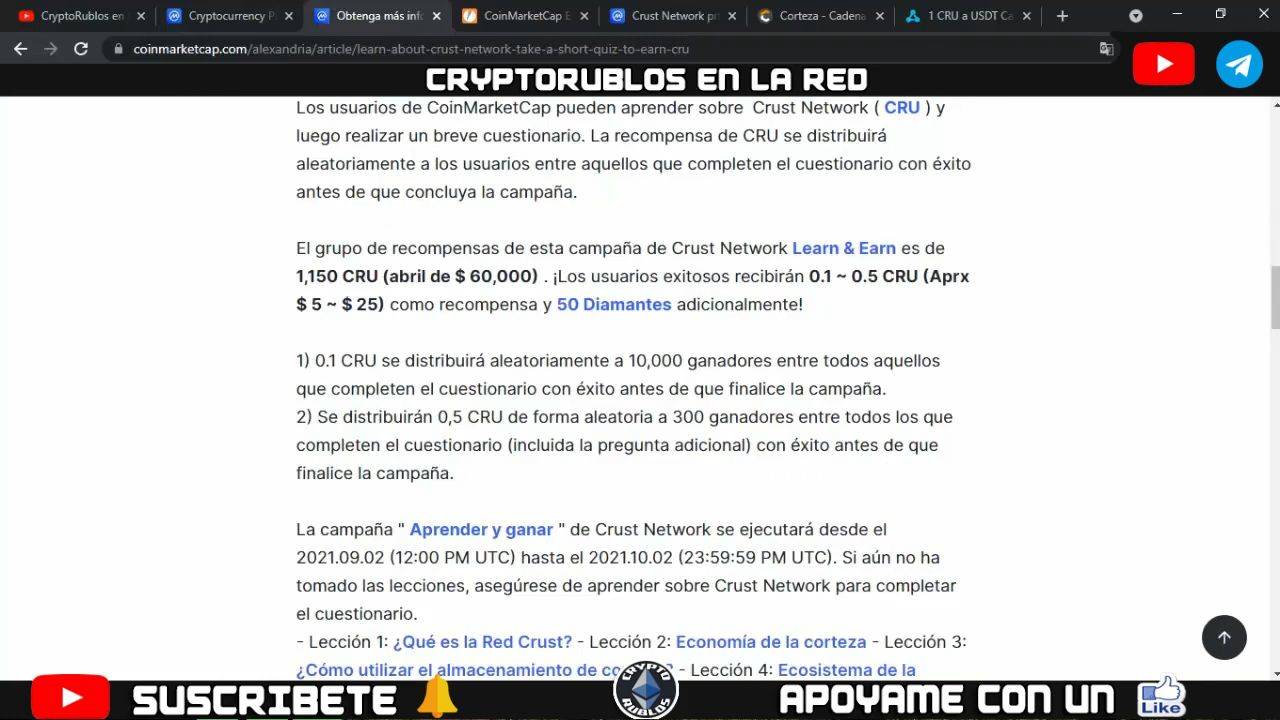 CryptoRublos en
Cryptocurrency P
Obtenga más info
CoinMarketCap E
Crust Network pri
Corteza - Cadena
1 CRU a USDT Ca
coinmarketcap.com/alexandria/article/learn-about-crust-network-take-a-short-quiz-to-earn-cru
CRYPTORUBLOS EN LA RED
Los usuarios de CoinMarketCap pueden aprender sobre Crust Network ( CRU ) y
luego realizar un breve cuestionario. La recompensa de CRU se distribuirá
aleatoriamente a los usuarios entre aquellos que completen el cuestionario con éxito
antes de que concluya la campaña.
El grupo de recompensas de esta campaña de Crust Network Learn & Earn es de
1,150 CRU (abril de $ 60,000) . ¡Los usuarios exitosos recibirán 0.1 ~ 0.5 CRU (Aprx
$ 5 ~ $ 25) como recompensa y 50 Diamantes adicionalmente!
1) 0.1 CRU se distribuirá aleatoriamente a 10,000 ganadores entre todos aquellos
que completen el cuestionario con éxito antes de que finalice la campaña.
2) Se distribuirán 0,5 CRU de forma aleatoria a 300 ganadores entre todos los que
completen el cuestionario (incluida la pregunta adicional) con éxito antes de que
finalice la campaña.
La campaña " Aprender y ganar " de Crust Network se ejecutará desde el
2021.09.02 (12:00 PM UTC) hasta el 2021.10.02 (23:59:59 PM UTC). Si aún no ha
tomado las lecciones, asegúrese de aprender sobre Crust Network para completar
el cuestionario.
- Lección 1: ¿Qué es la Red Crust? - Lección 2: Economía de la corteza - Lección 3:
¿Cómo utilizar el almacenamiento de co ? - Lección 4: Ecosistema de la
SUSCRIBETE
CRYPTO
RUBLOS
APOYAME CON UN
Like